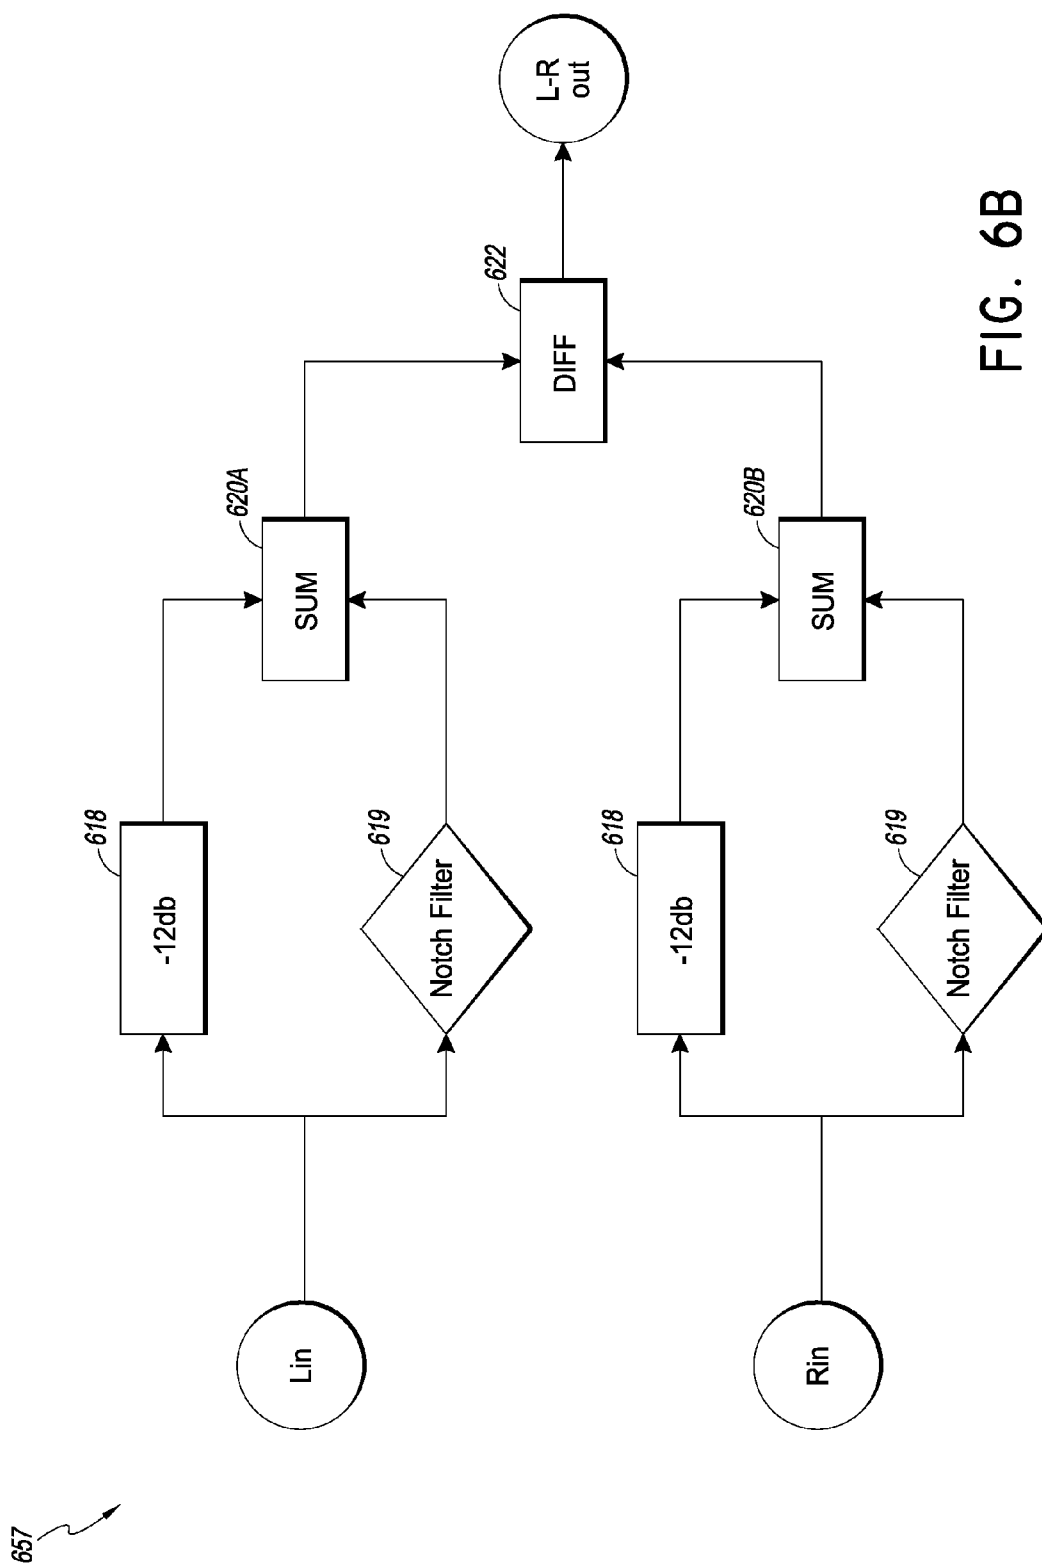 657
Lin
618
-12db
619
Notch Filter
620A
SUM
Rin
618
-12db
619
Notch Filter
620B
SUM
622
DIFF
L-R
out
FIG. 6B